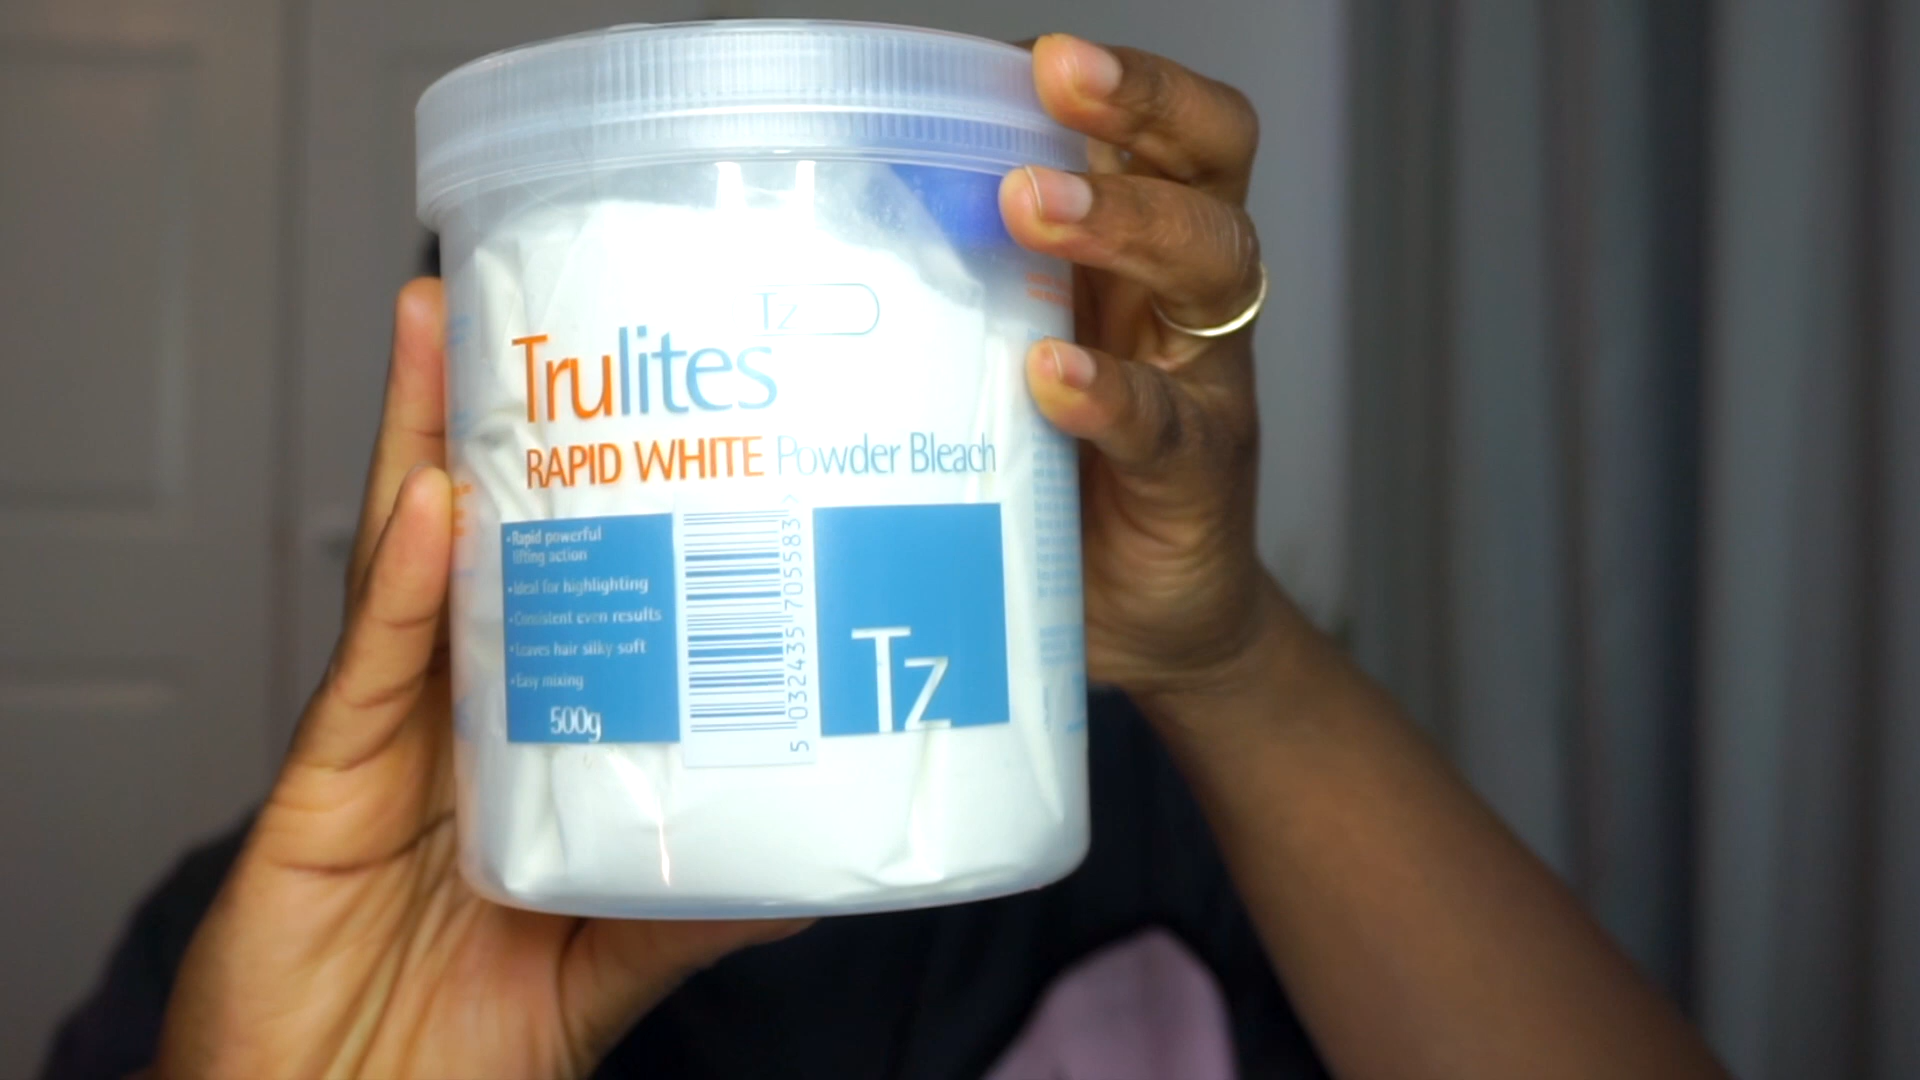 Tz
Trulites
RAPID WHITE Powder Bleach
•Rapid powerful
lifting action
•Ideal for highlighting
•Consistent even results
•Leaves hair silky soft
•Easy mixing
500g
5 032435 705583 >
Tz